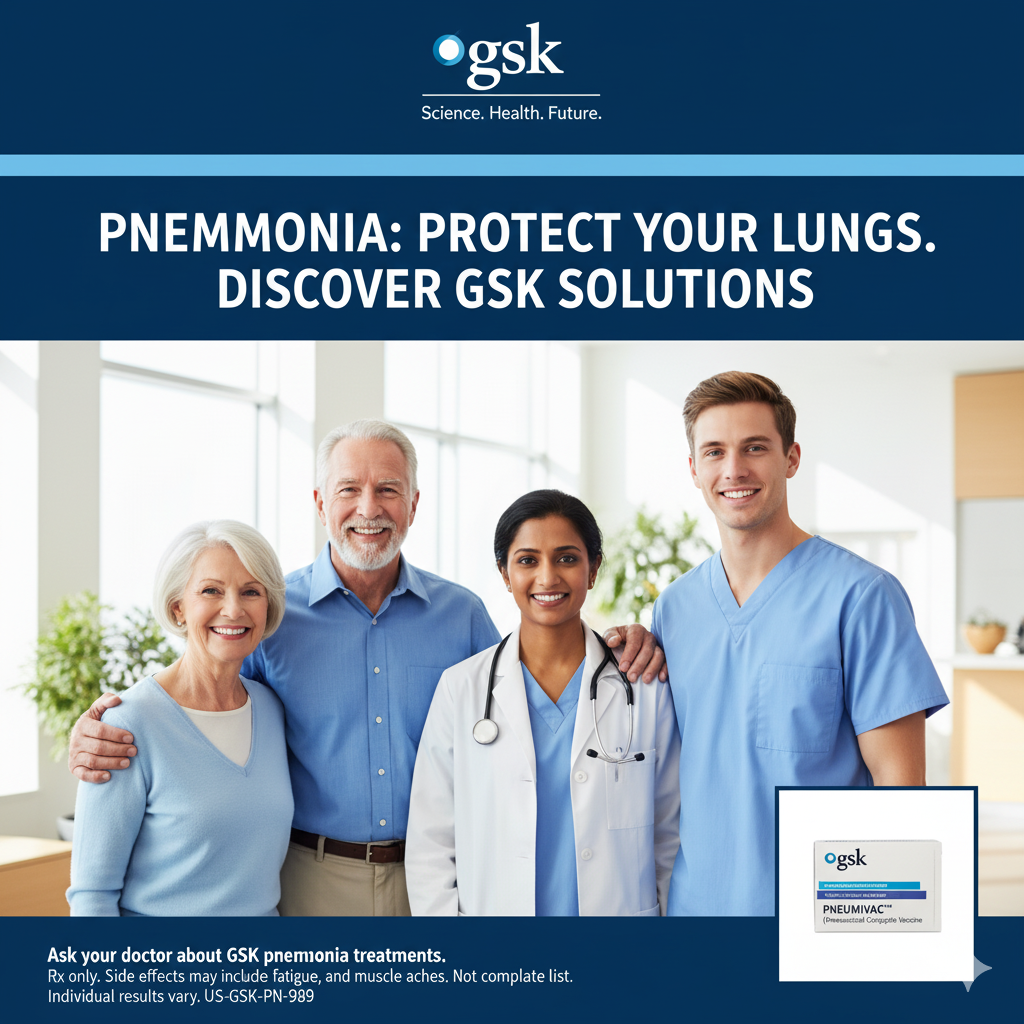 gsk
Science. Health. Future.
PNEMMONIA: PROTECT YOUR LUNGS.
DISCOVER GSK SOLUTIONS
gsk
PNEUMIVAC
Conjugtle Veccine
Ask your doctor about GSK pnemonia treatments.
Rx only. Side effects may include fatigue, and muscle aches. Not complate list.
Individual results vary. US-GSK-PN-989